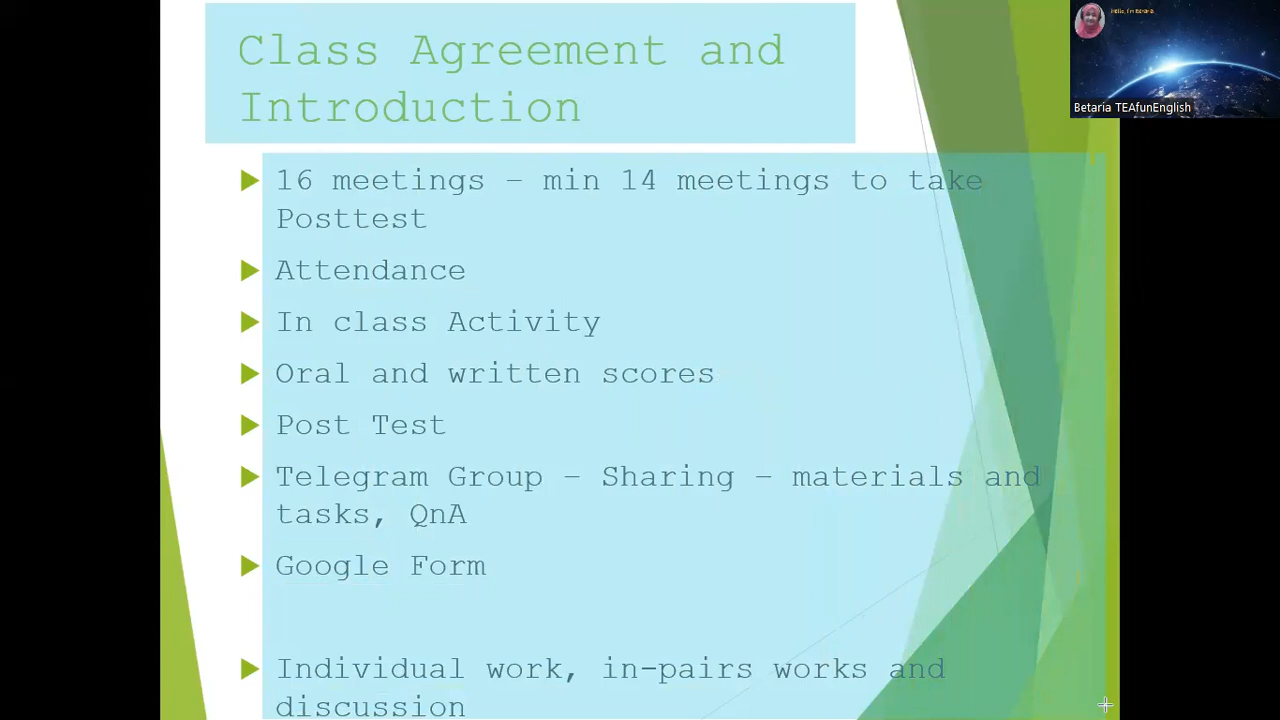 Class Agreement and
Introduction
16 meetings – min 14 meetings to take
Posttest
Attendance
In class Activity
Oral and written scores
Post Test
Telegram Group – Sharing – materials and
tasks, QnA
Google Form
Individual work, in-pairs works and
discussion
Betaria TEAfunEnglish